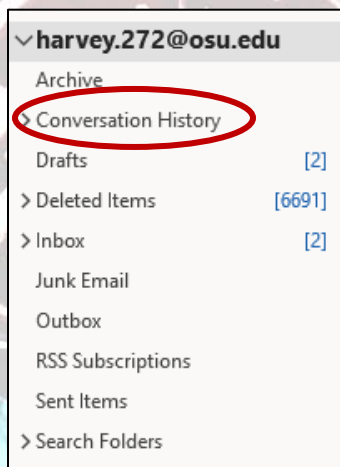 harvey.272@osu.edu
Archive
Conversation History
Drafts [2]
Deleted Items [6691]
Inbox [2]
Junk Email
Outbox
RSS Subscriptions
Sent Items
Search Folders